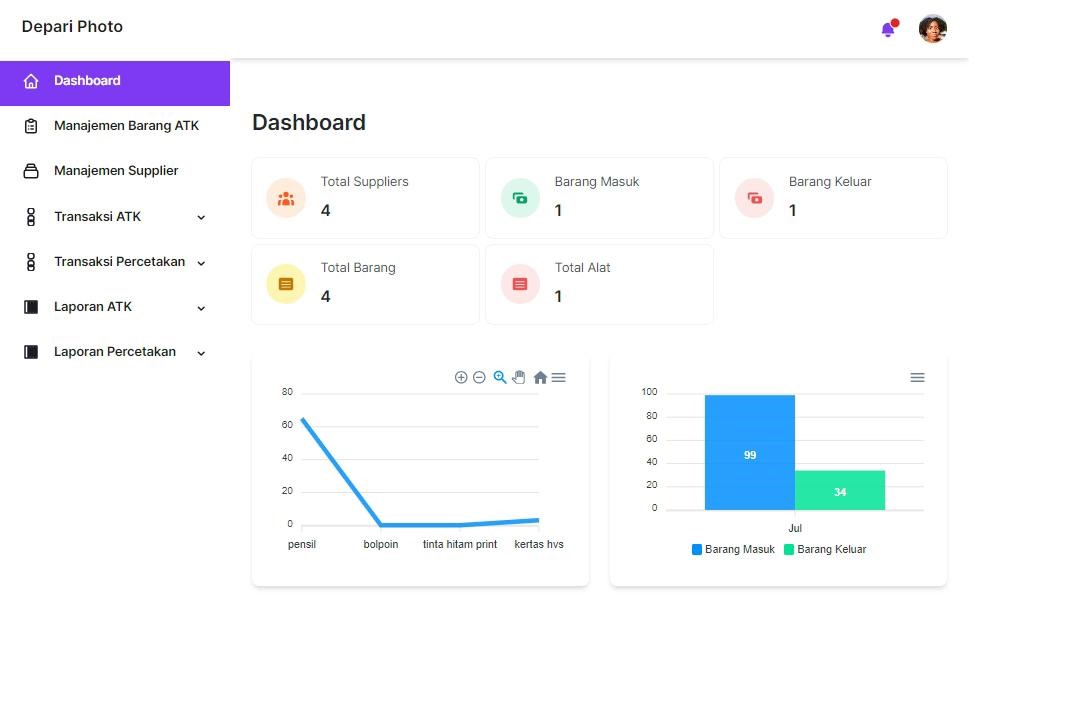 Depari Photo
Dashboard
Manajemen Barang ATK
Manajemen Supplier
Transaksi ATK
Transaksi Percetakan
Laporan ATK
Laporan Percetakan
Dashboard
Total Suppliers
4
Barang Masuk
1
Barang Keluar
1
Total Barang
4
Total Alat
1
80
60
40
20
0
pensil bolpoin tinta hitam print kertas hvs
100
80
60
40
20
0
99
34
Jul
Barang Masuk Barang Keluar